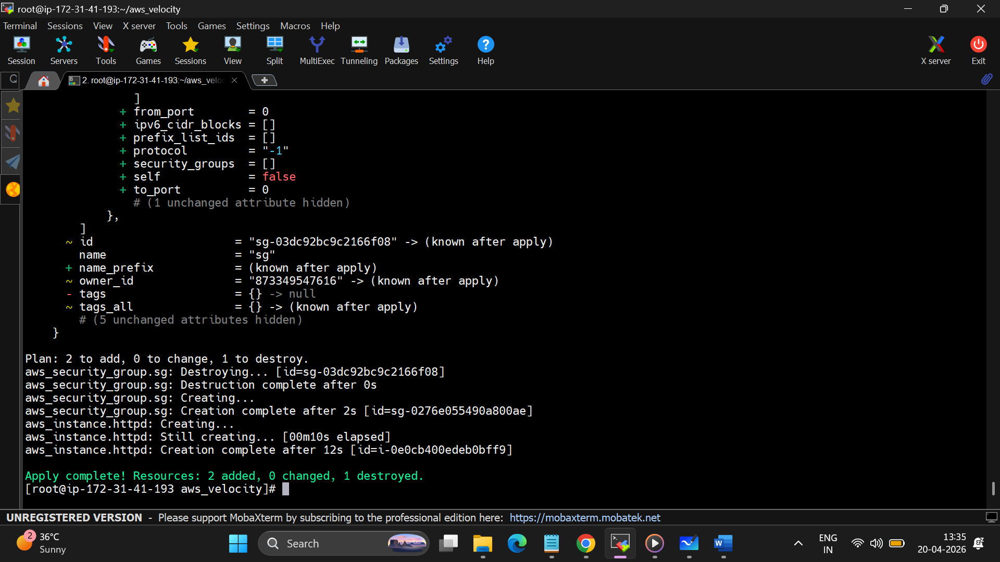 root@ip-172-31-41-193:~/aws_velocity
Terminal Sessions View X server Tools Games Settings Macros Help
Session Servers Tools Games Sessions View Split MultiExec Tunneling Packages Settings Help X server Exit
2. root@ip-172-31-41-193:~/aws_velo
]
+ from_port = 0
+ ipv6_cidr_blocks = []
+ prefix_list_ids = []
+ protocol = "-1"
+ security_groups = []
+ self = false
+ to_port = 0
# (1 unchanged attribute hidden)
},
]
~ id = "sg-03dc92bc9c2166f08" -> (known after apply)
name = "sg"
+ name_prefix = (known after apply)
~ owner_id = "873349547616" -> (known after apply)
- tags = {} -> null
~ tags_all = {} -> (known after apply)
# (5 unchanged attributes hidden)
}
Plan: 2 to add, 0 to change, 1 to destroy.
aws_security_group.sg: Destroying... [id=sg-03dc92bc9c2166f08]
aws_security_group.sg: Destruction complete after 0s
aws_security_group.sg: Creating...
aws_security_group.sg: Creation complete after 2s [id=sg-0276e055490a800ae]
aws_instance.httpd: Creating...
aws_instance.httpd: Still creating... [00m10s elapsed]
aws_instance.httpd: Creation complete after 12s [id=i-0e0cb400edeb0bff9]
Apply complete! Resources: 2 added, 0 changed, 1 destroyed.
[root@ip-172-31-41-193 aws_velocity]#
UNREGISTERED VERSION - Please support MobaXterm by subscribing to the professional edition here: https://mobaxterm.mobatek.net
2 36°C
Sunny
Search
ENG
IN
13:35
20-04-2026